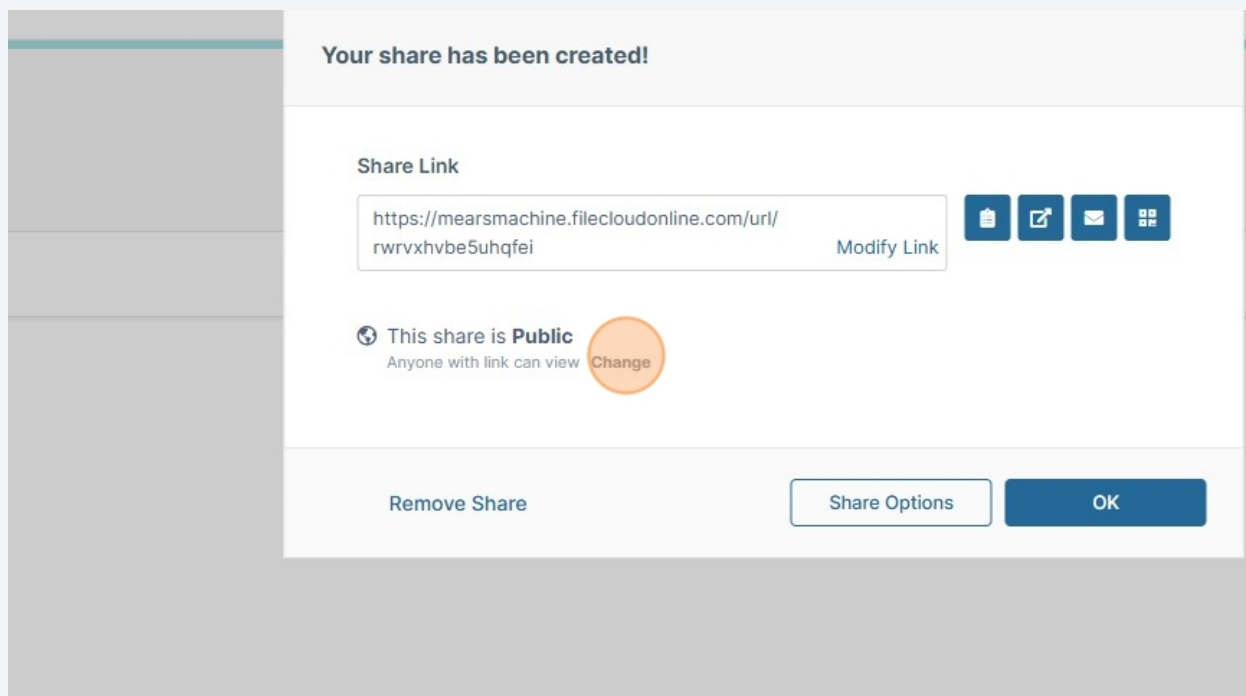 Your share has been created!
Share Link
https://mearsmachine.filecloudonline.com/url/
rwrvxhvbe5uhqfei
Modify Link
This share is Public
Anyone with link can view Change
Remove Share
Share Options
OK